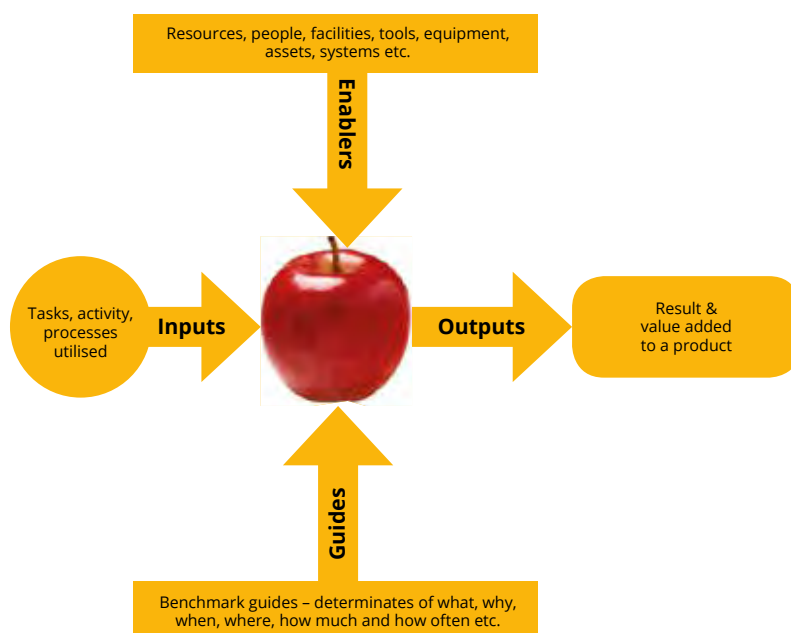 Resources, people, facilities, tools, equipment,
assets, systems etc.
Enablers
Tasks, activity,
processes
utilised
Inputs
Outputs
Result &
value added
to a product
Guides
Benchmark guides – determinates of what, why,
when, where, how much and how often etc.